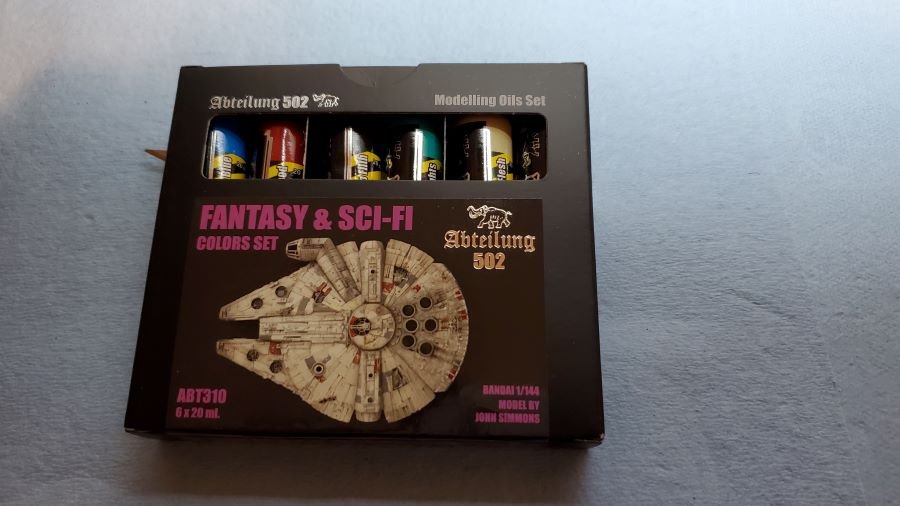 Abteilung 502
Modelling Oils Set
FANTASY & SCI-FI
COLORS SET
Abteilung
502
ABT310
6 x 20 ml.
BANDAI 1/144
MODEL BY
JOHN SIMMONS